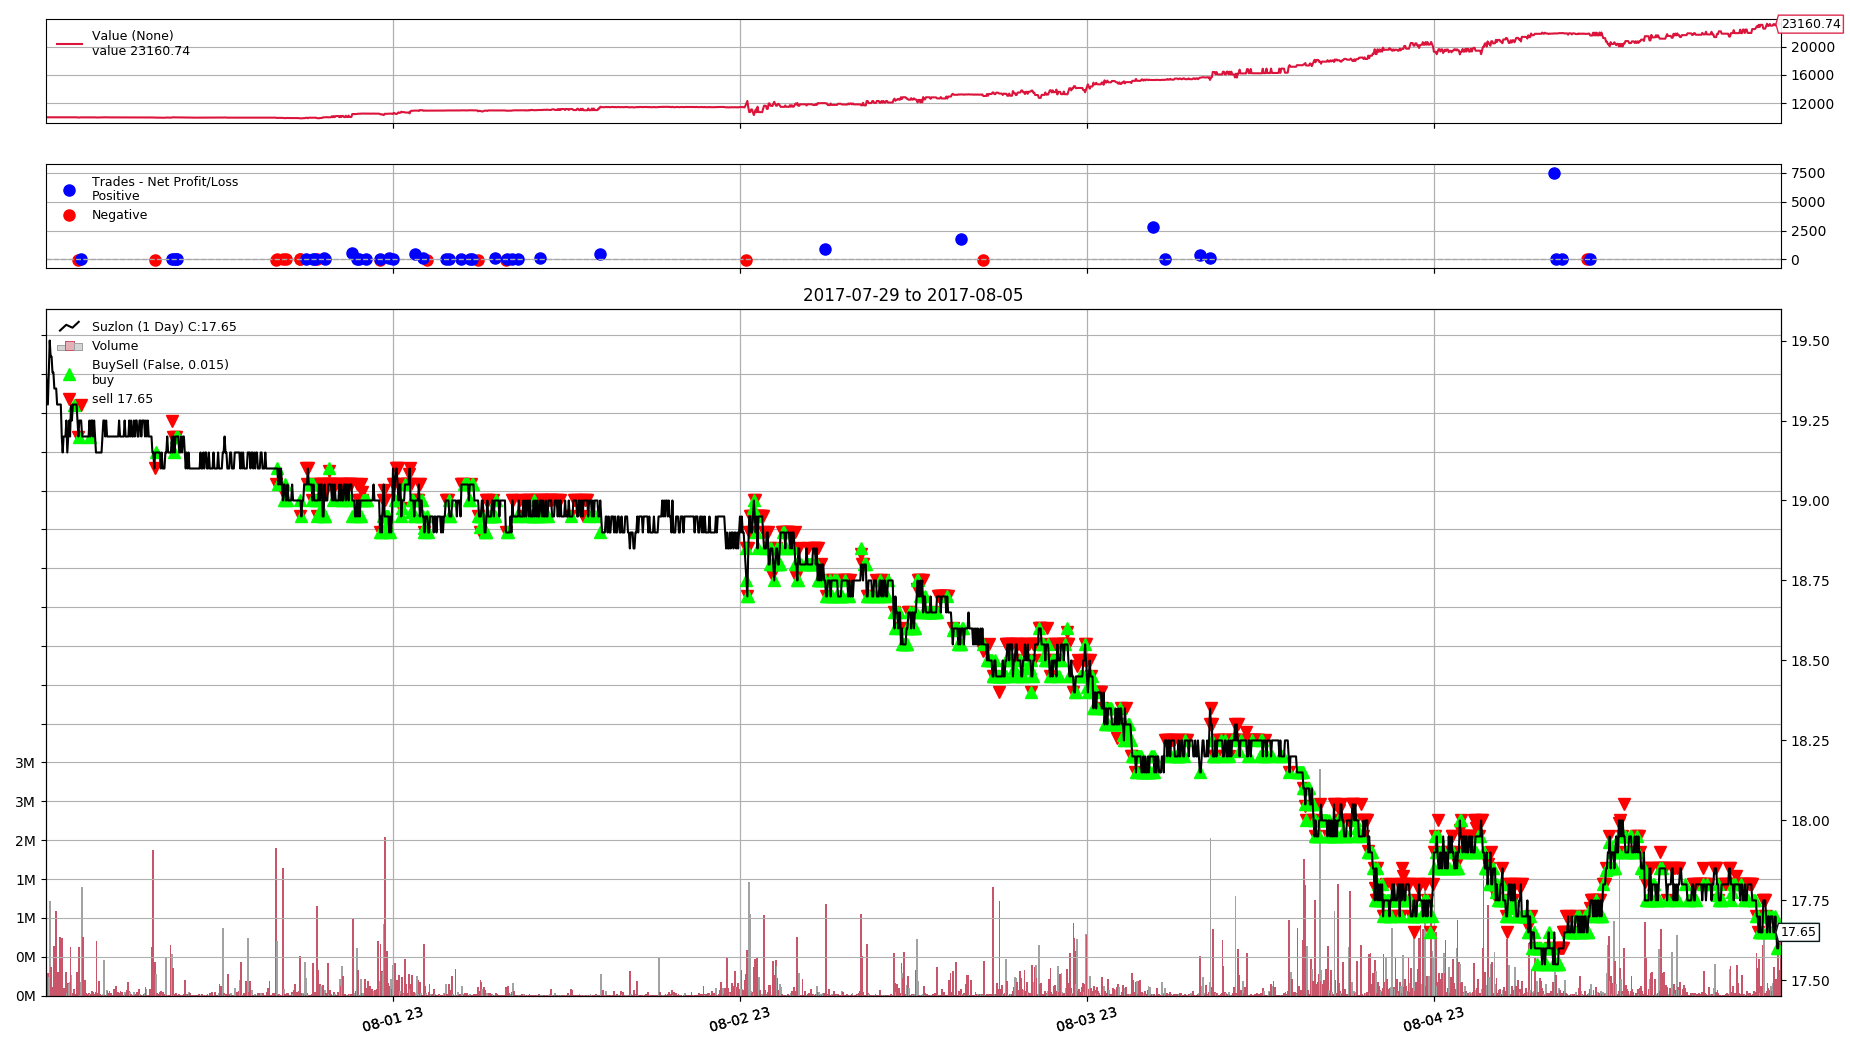 Value (None)
value 23160.74
23160.74
20000
16000
12000
Trades - Net Profit/Loss
Positive
Negative
7500
5000
2500
0
2017-07-29 to 2017-08-05
Suzlon (1 Day) C:17.65
Volume
BuySell (False, 0.015)
buy
sell 17.65
19.50
19.25
19.00
18.75
18.50
18.25
18.00
17.75
17.65
17.50
3M
3M
2M
1M
1M
0M
0M
08-01 23
08-02 23
08-03 23
08-04 23